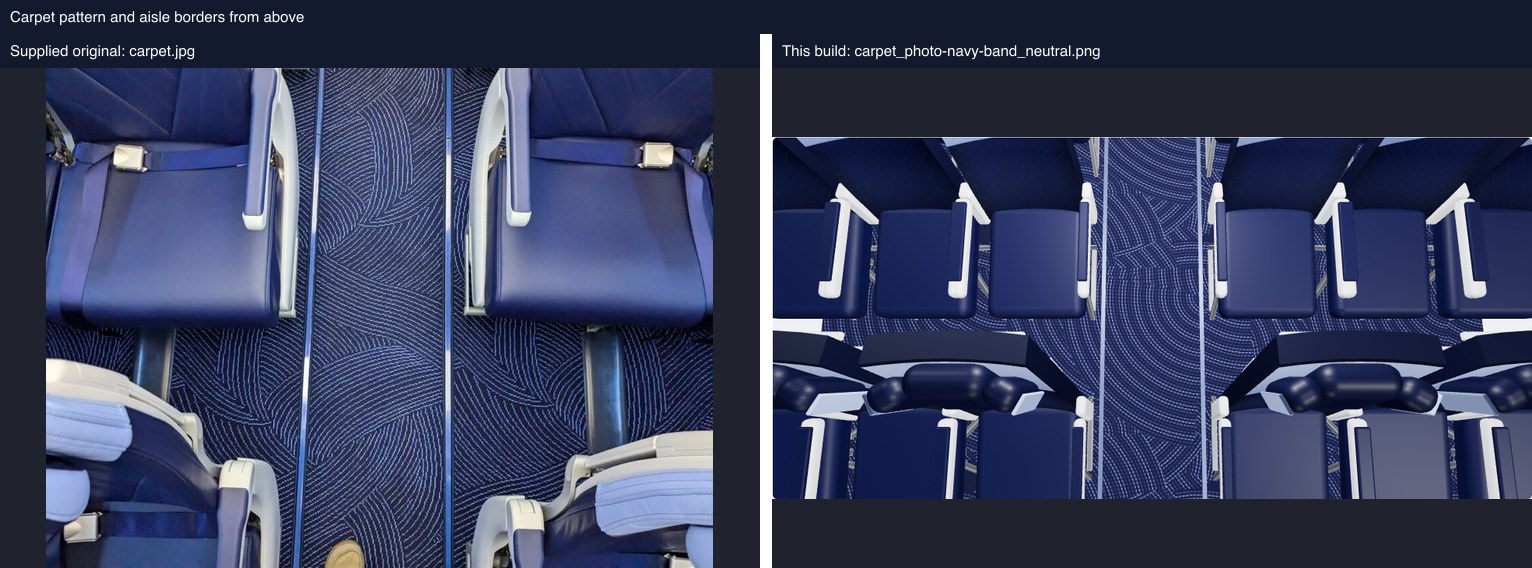 Carpet pattern and aisle borders from above
Supplied original: carpet.jpg
This build: carpet_photo-navy-band_neutral.png